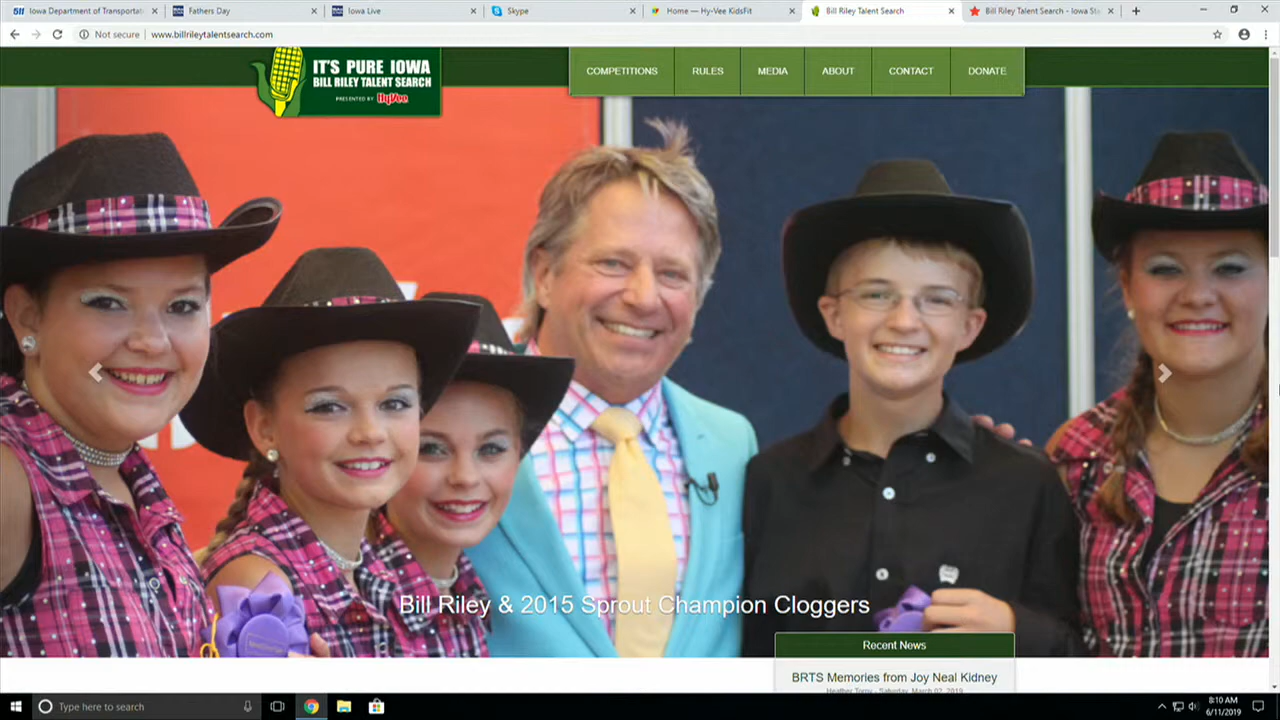 Iowa Department of Transportat
Fathers Day
Iowa Live
Skype
Home — Hy-Vee KidsFit
Bill Riley Talent Search
Bill Riley Talent Search - Iowa Sta
Not secure
www.billrileytalentsearch.com
IT'S PURE IOWA
BILL RILEY TALENT SEARCH
PRESENTED BY HyVee
COMPETITIONS
RULES
MEDIA
ABOUT
CONTACT
DONATE
Bill Riley & 2015 Sprout Champion Cloggers
Recent News
BRTS Memories from Joy Neal Kidney
Type here to search
8:10 AM
6/11/2019